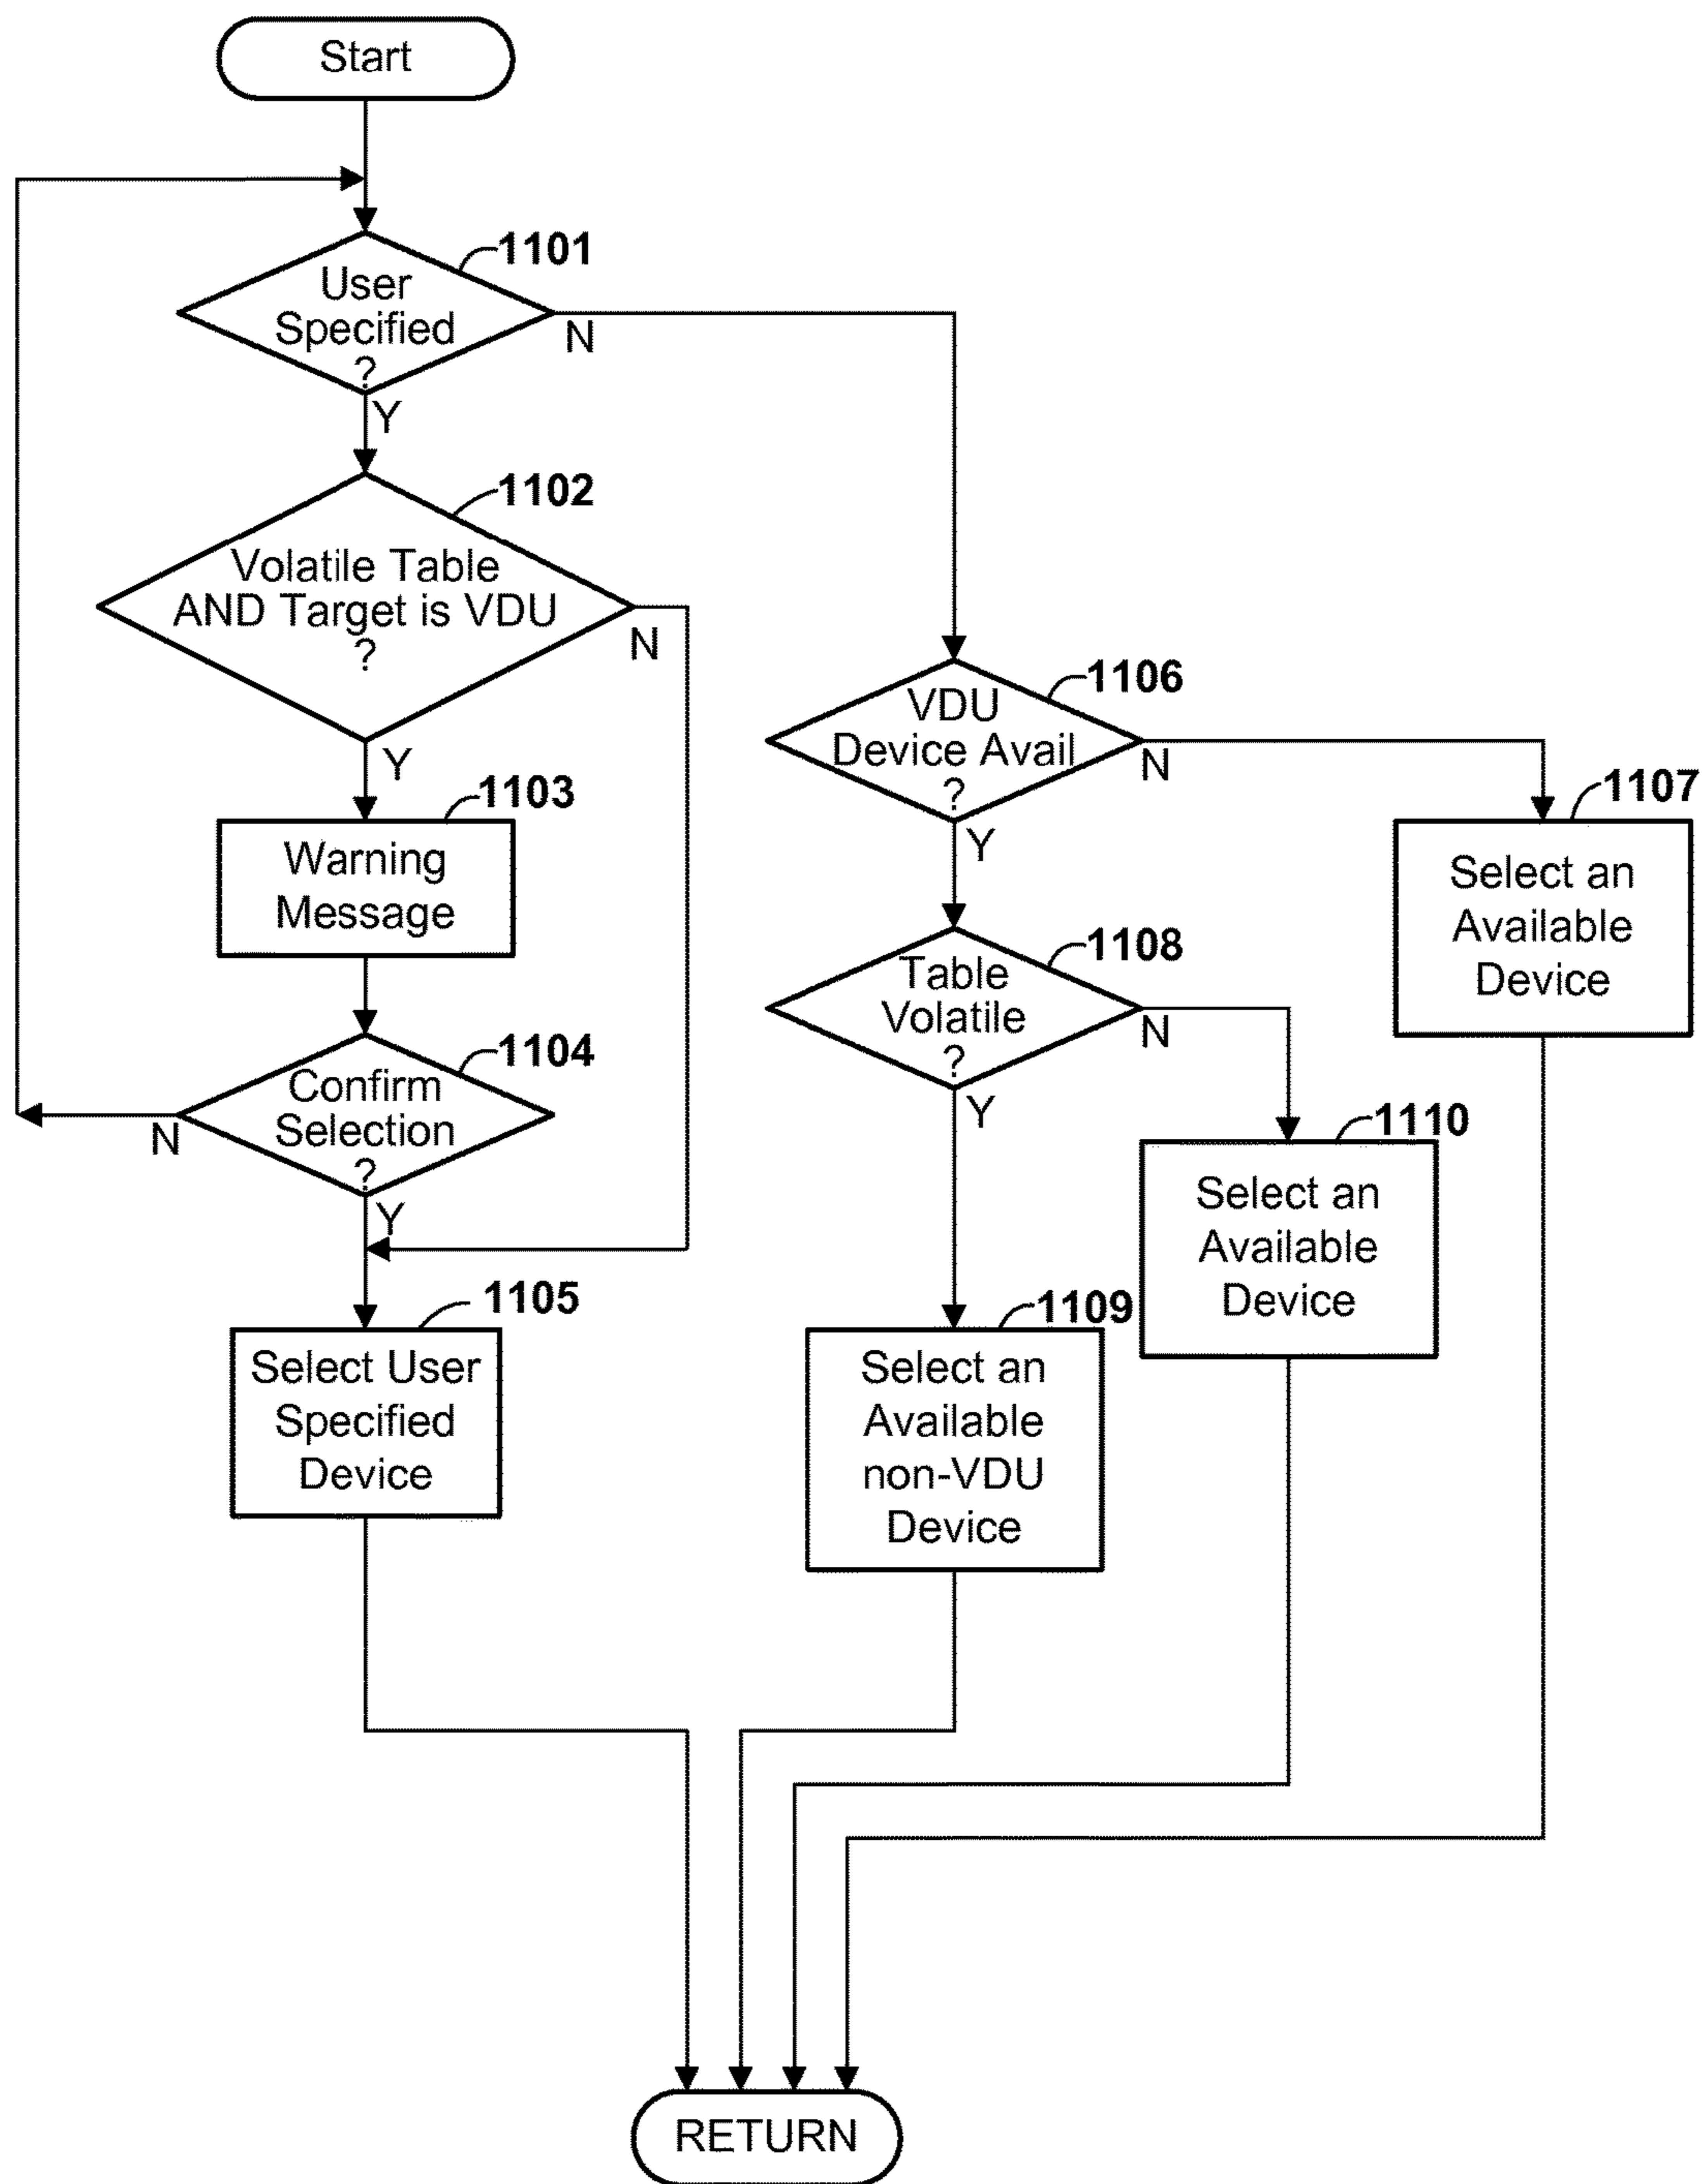 Start
1101
User
Specified
?
N
Y
1102
Volatile Table
AND Target is VDU
?
N
Y
1103
Warning
Message
1104
Confirm
Selection
?
N
Y
1105
Select User
Specified
Device
1106
VDU
Device Avail
?
N
Y
1107
Select an
Available
Device
1108
Table
Volatile
?
N
Y
1110
Select an
Available
Device
1109
Select an
Available
non-VDU
Device
RETURN